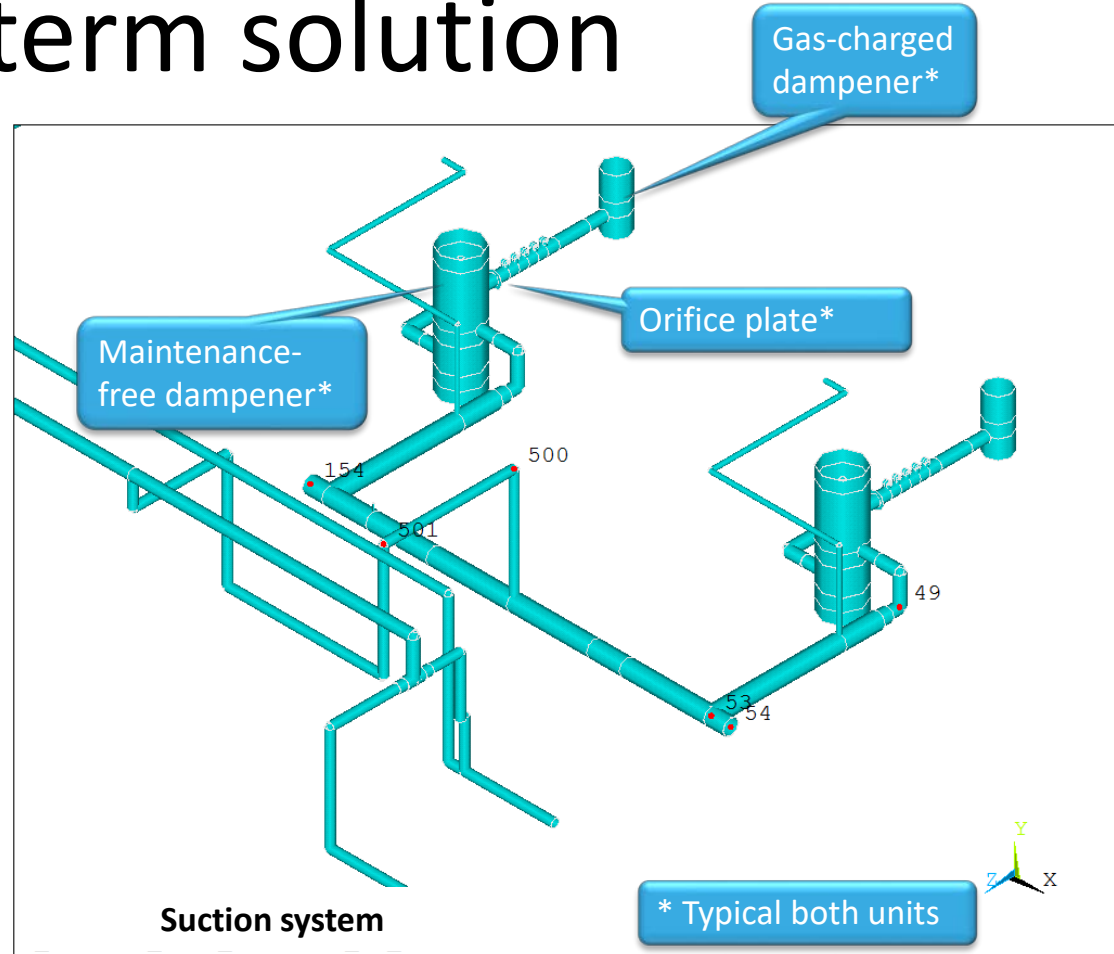 term solution
Gas-charged
dampener*
Orifice plate*
Maintenance-
free dampener*
500
154
501
49
53
54
Y
Z
X
Suction system
* Typical both units